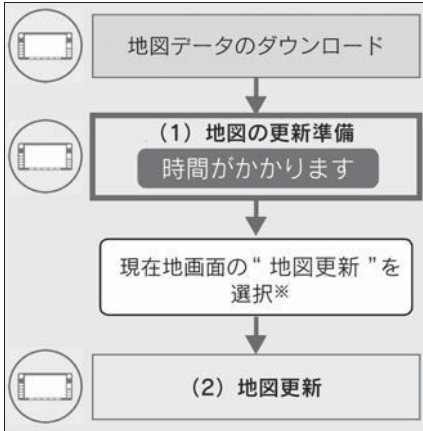 地図データのダウンロード
(1) 地図の更新準備
時間がかかります
現在地画面の“ 地図更新 ”を
選択※
(2) 地図更新